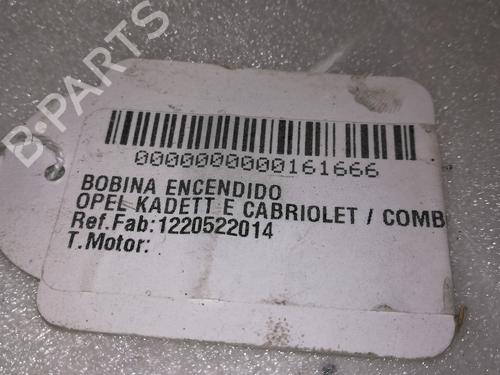 B-PARTS
0000000000161666
BOBINA ENCENDIDO
OPEL KADETT E CABRIOLET / COMB
Ref.Fab:1220522014
T.Motor: